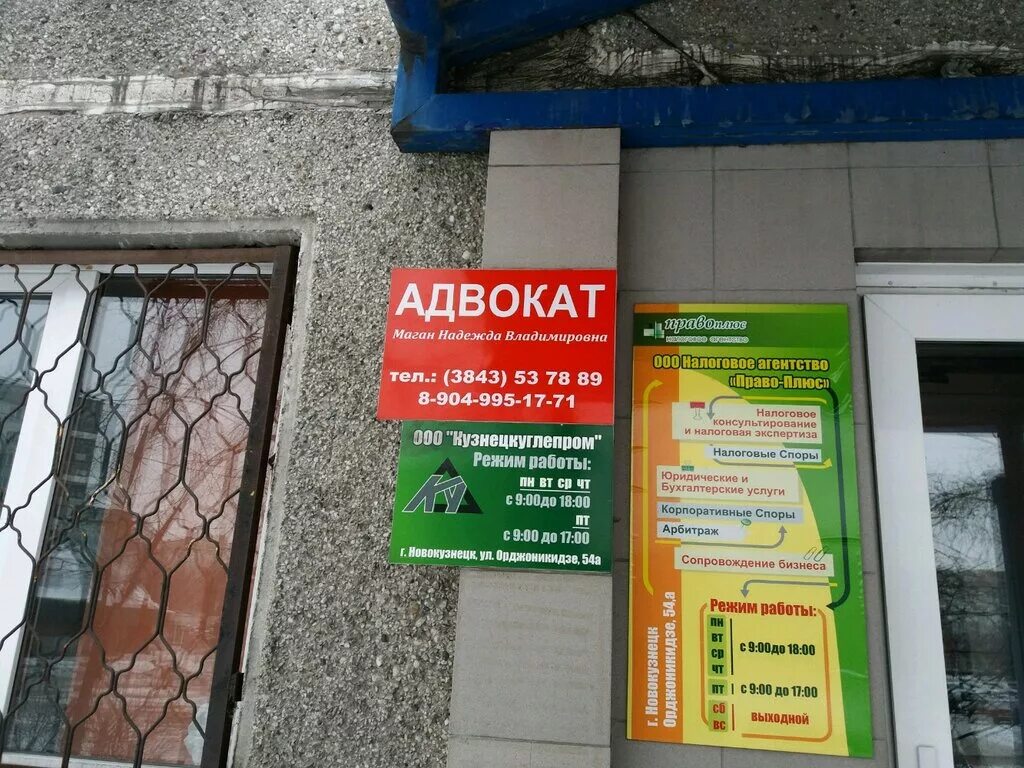 АДВОКАТ
Маган Надежда Владимировна
тел.: (3843) 53 78 89
8-904-995-17-71
ООО "Кузнецкуглепром"
КУ
Режим работы:
пн вт ср чт
с 9:00до 18:00
пт
с 9:00 до 17:00
г. Новокузнецк, ул. Орджоникидзе, 54а
правоплюс
налоговое агентство
ООО Налоговое агентство
«Право-Плюс»
Налоговое
консультирование
и налоговая экспертиза
Налоговые Споры
Юридические и
Бухгалтерские услуги
Корпоративные Споры
Арбитраж
Сопровождение бизнеса
г. Новокузнецк
Орджоникидзе, 54,а
Режим работы:
пн
вт
ср
чт
с 9:00до 18:00
пт
с 9:00 до 17:00
сб
вс
выходной